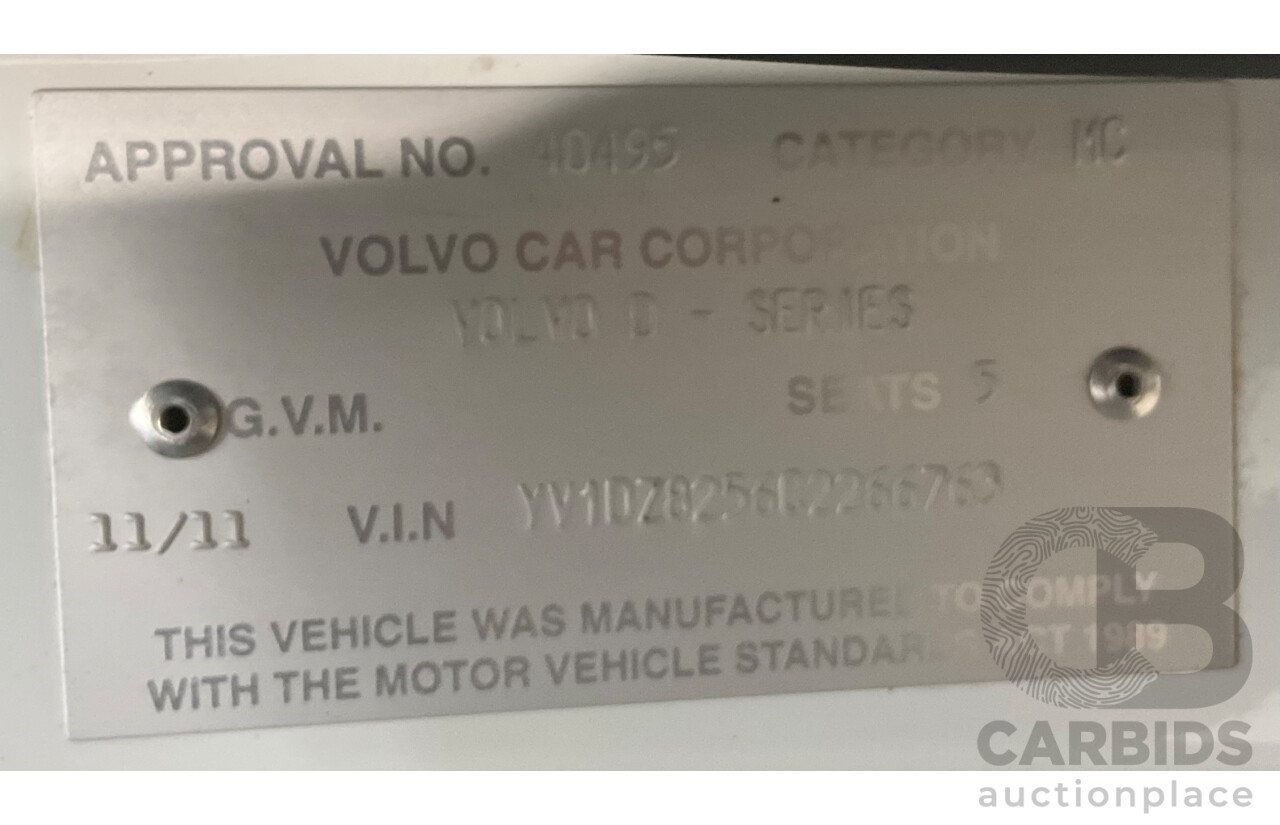 APPROVAL NO. 40495 CATEGORY MC
VOLVO CAR CORPORATION
VOLVO D - SERIES
G.V.M. SEATS 5
11/11 V.I.N YV1DZ8256C2266763
THIS VEHICLE WAS MANUFACTURED TO COMPLY
WITH THE MOTOR VEHICLE STANDARDS ACT 1989
CB
CARBIDS
auctionplace